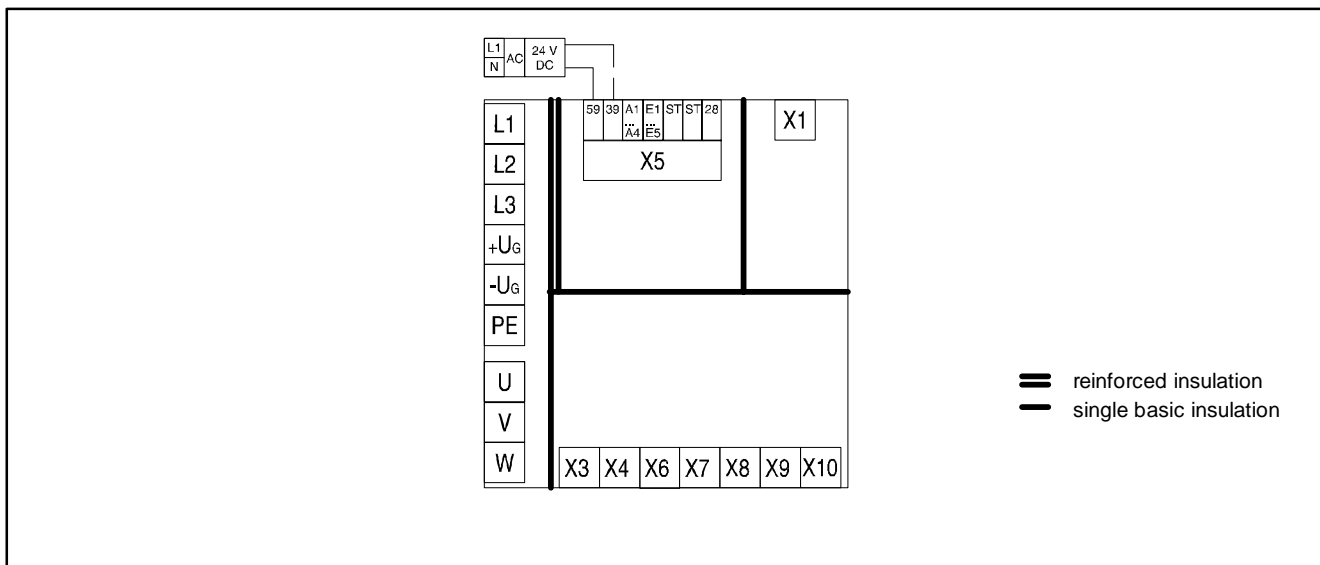 L1 AC 24 V
N DC
59 39 A1 E1 ST ST 28
... ...
A4 E5
X5
X1
L1
L2
L3
+UG
-UG
PE
U
V
W
X3 X4 X6 X7 X8 X9 X10
reinforced insulation
single basic insulation